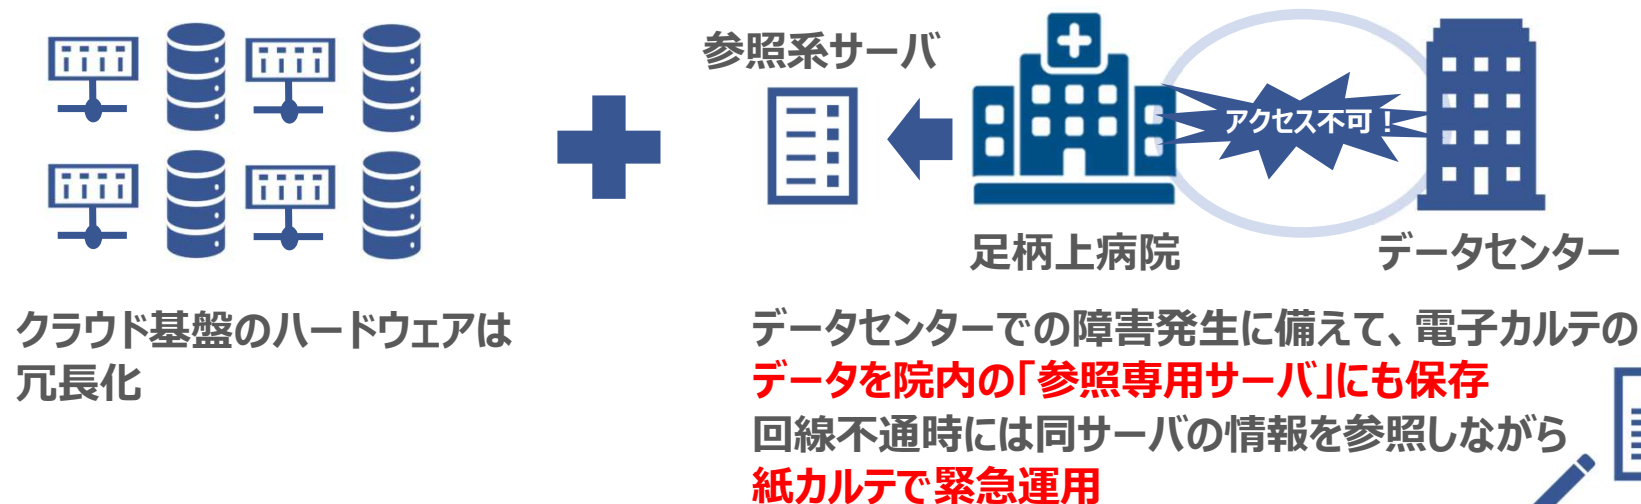 参照系サーバ
アクセス不可！
足柄上病院
データセンター
クラウド基盤のハードウェアは
冗長化
データセンターでの障害発生に備えて、電子カルテの
データを院内の「参照専用サーバ」にも保存
回線不通時には同サーバの情報を参照しながら
紙カルテで緊急運用